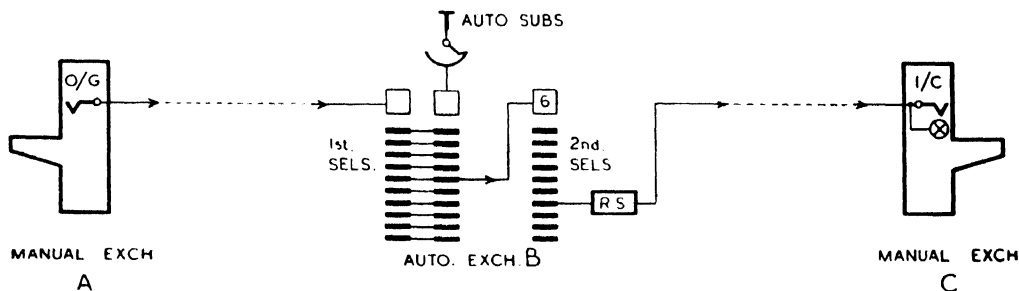 AUTO SUBS
O/G
I/C
6
1st.
SELS.
2nd.
SELS
R S
MANUAL EXCH
A
AUTO. EXCH. B
MANUAL EXCH
C